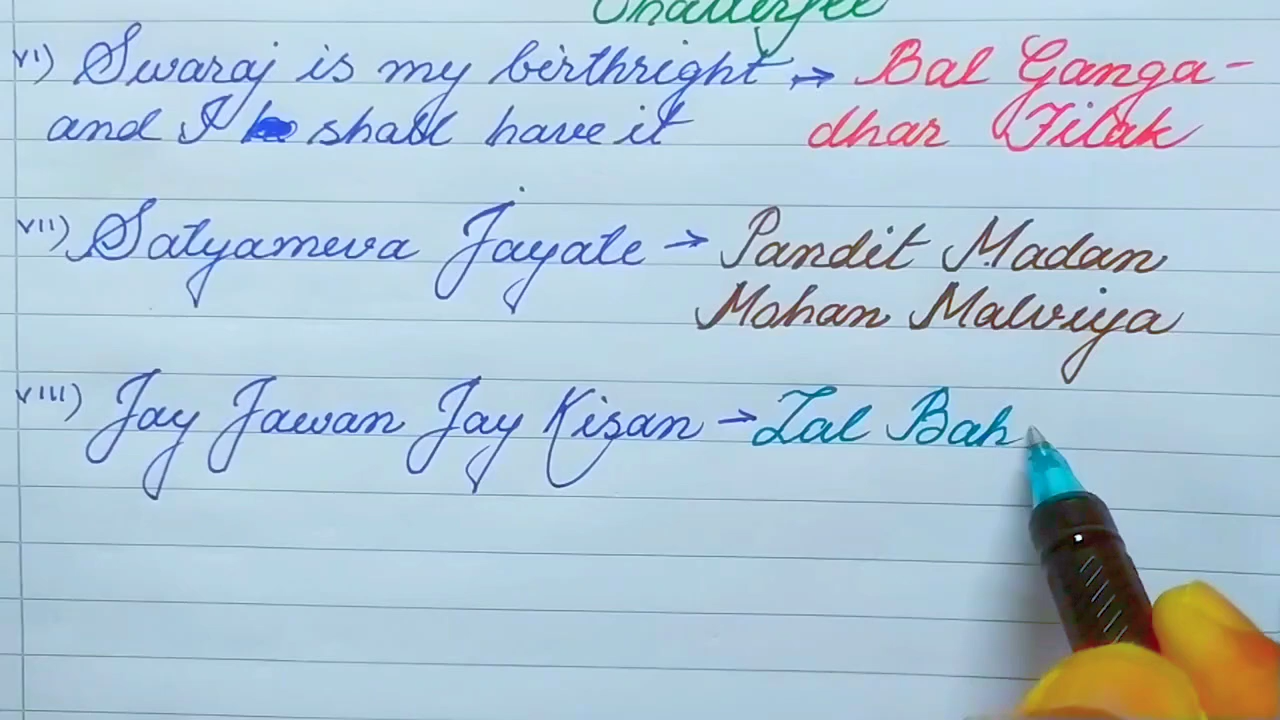 Chatterjee
vi) Swaraj is my birthright → Bal Ganga-
and I shall have it dhar Tilak
vii) Satyameva Jayate → Pandit Madan
Mohan Malviya
viii) Jay Jawan Jay Kisan → Lal Bah